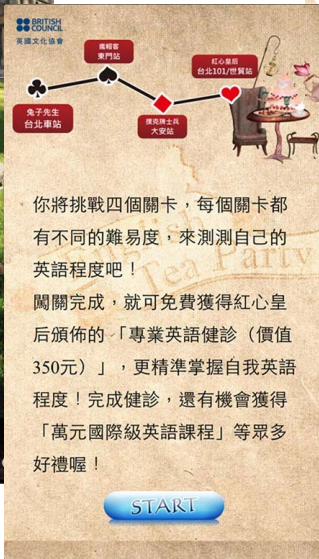 BRITISH
COUNCIL
英國文化協會
瘋帽客
東門站
紅心皇后
台北101/世貿站
兔子先生
台北車站
撲克牌士兵
大安站
你將挑戰四個關卡，每個關卡都
有不同的難易度，來測測自己的
英語程度吧！
闖關完成，就可免費獲得紅心皇
后頒佈的「專業英語健診（價值
350元）」，更精準掌握自我英語
程度！完成健診，還有機會獲得
「萬元國際級英語課程」等眾多
好禮喔！
Tea Party
START